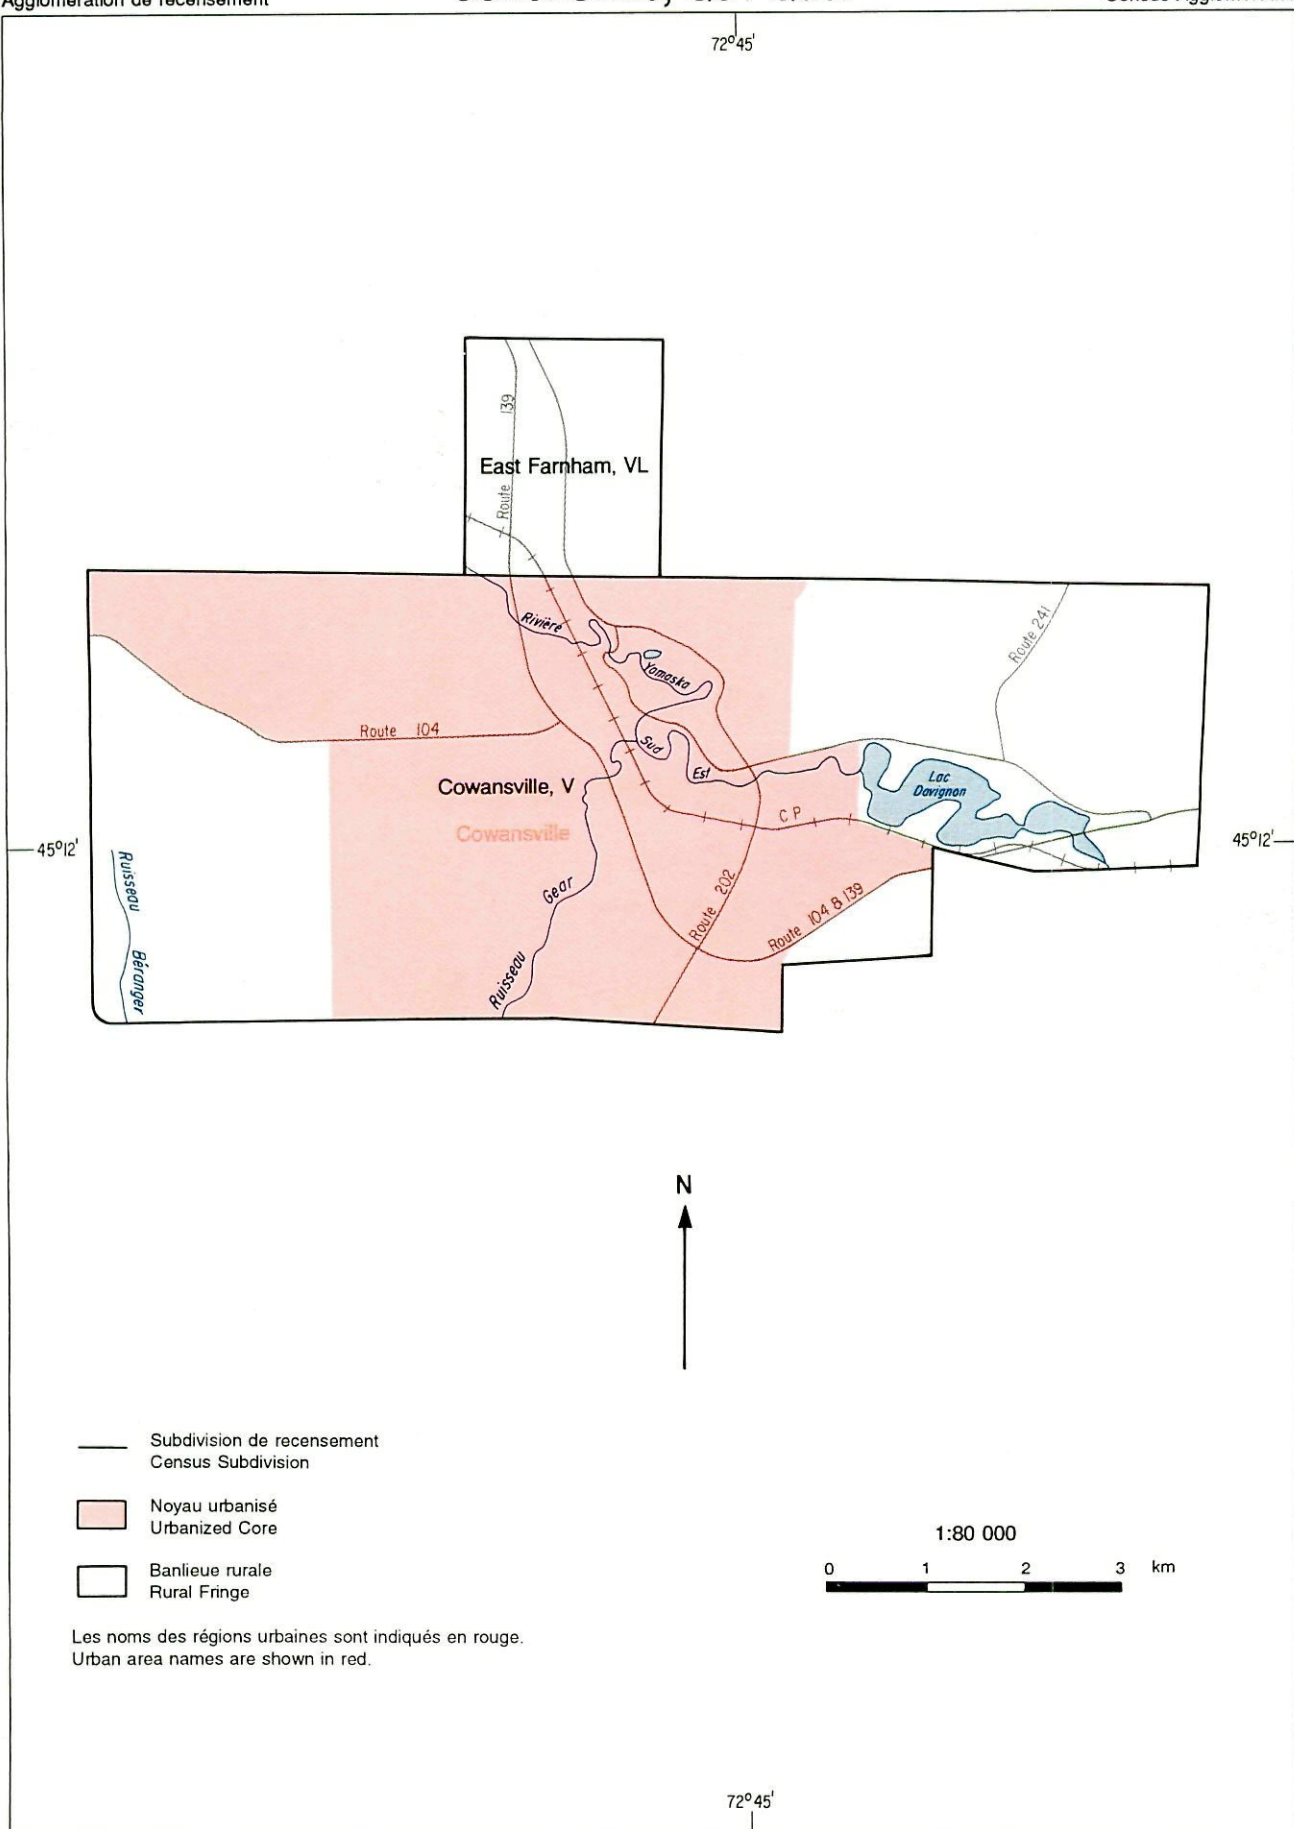 Agglomération de recensement
72°45'
139
Route
East Farnham, VL
Rivière
Yamaska
Sud
Est
Route 241
Route 104
Cowansville, V
Cowansville
Lac
Davignon
C P
45°12'
45°12'
Ruisseau
Béranger
Gear
Ruisseau
Route 202
Route 104 & 139
N
Subdivision de recensement
Census Subdivision
Noyau urbanisé
Urbanized Core
Banlieue rurale
Rural Fringe
1:80 000
0 1 2 3 km
Les noms des régions urbaines sont indiqués en rouge.
Urban area names are shown in red.
72°45'